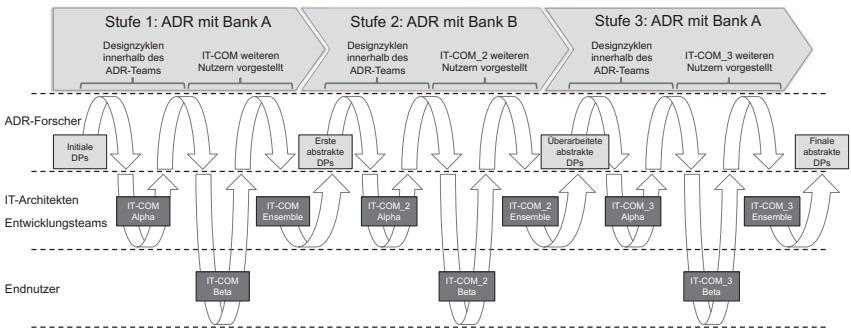 Stufe 1: ADR mit Bank A
Stufe 2: ADR mit Bank B
Stufe 3: ADR mit Bank A
Designzyklen
innerhalb des
ADR-Teams
IT-COM weiteren
Nutzern vorgestellt
Designzyklen
innerhalb des
ADR-Teams
IT-COM_2 weiteren
Nutzern vorgestellt
Designzyklen
innerhalb des
ADR-Teams
IT-COM_3 weiteren
Nutzern vorgestellt
ADR-Forscher
Initiale
DPs
Erste
abstrakte
DPs
Überarbeitete
abstrakte
DPs
Finale
abstrakte
DPs
IT-Architekten
Entwicklungsteams
IT-COM
Alpha
IT-COM
Ensemble
IT-COM_2
Alpha
IT-COM_2
Ensemble
IT-COM_3
Alpha
IT-COM_3
Ensemble
Endnutzer
IT-COM
Beta
IT-COM_2
Beta
IT-COM_3
Beta